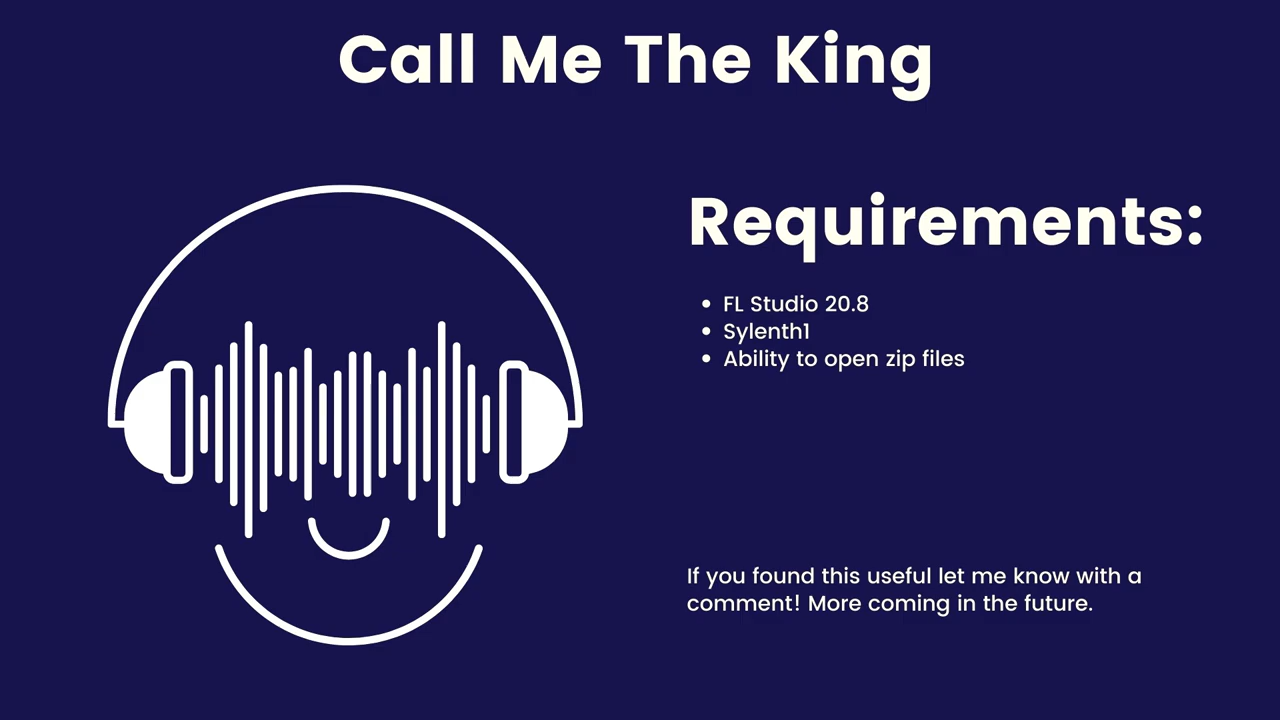 Call Me The King
Requirements:
• FL Studio 20.8
• Sylenth1
• Ability to open zip files
If you found this useful let me know with a
comment! More coming in the future.